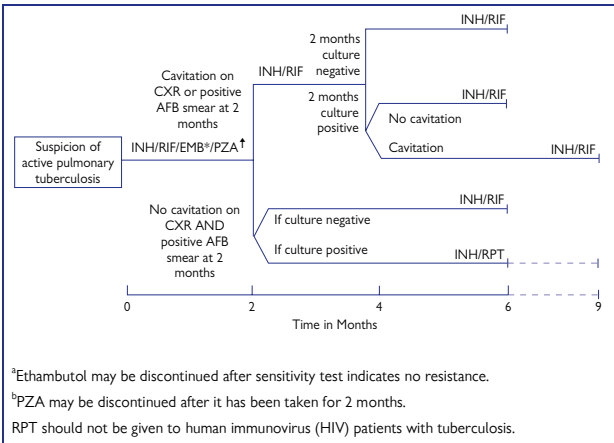 INH/RIF
2 months
culture
negative
Cavitation on
CXR or positive
AFB smear at 2
months
INH/RIF
2 months
culture
positive
INH/RIF
No cavitation
Cavitation
INH/RIF
Suspicion of
active pulmonary
tuberculosis
INH/RIF/EMB*/PZA†
No cavitation on
CXR AND
positive AFB
smear at 2
months
INH/RIF
If culture negative
If culture positive
INH/RPT
0 2 4 6 9
Time in Months
ᵃEthambutol may be discontinued after sensitivity test indicates no resistance.
ᵇPZA may be discontinued after it has been taken for 2 months.
RPT should not be given to human immunovirus (HIV) patients with tuberculosis.